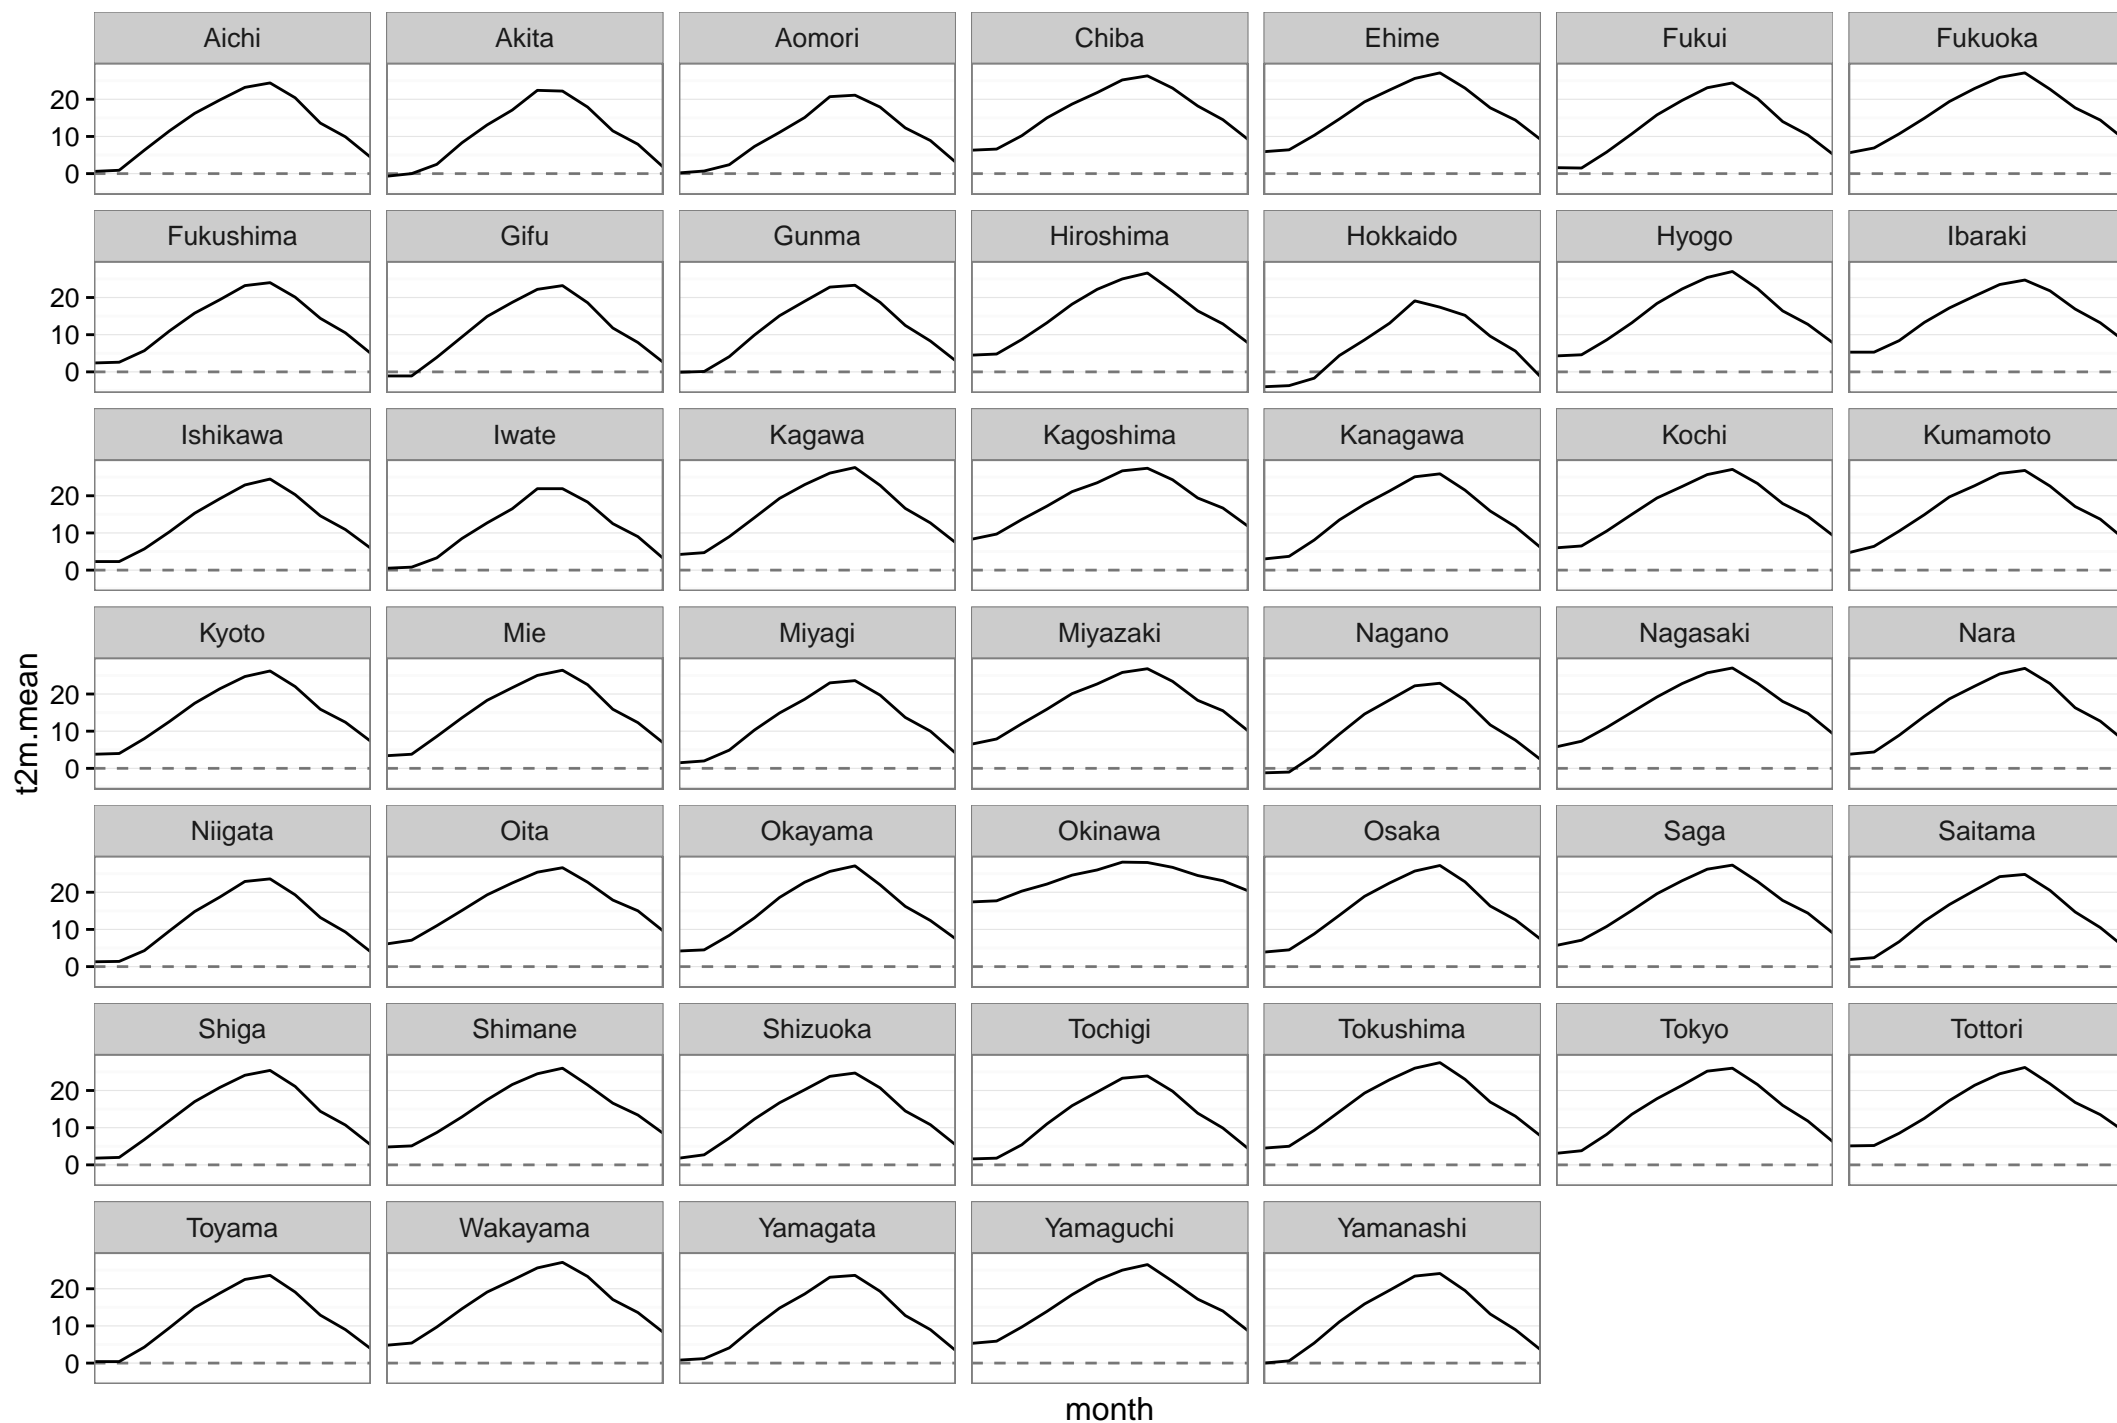 Aichi Akita Aomori Chiba Ehime Fukui Fukuoka
20
10
0
Fukushima Gifu Gunma Hiroshima Hokkaido Hyogo Ibaraki
20
10
0
Ishikawa Iwate Kagawa Kagoshima Kanagawa Kochi Kumamoto
20
10
0
Kyoto Mie Miyagi Miyazaki Nagano Nagasaki Nara
20
10
0
t2m.mean
Niigata Oita Okayama Okinawa Osaka Saga Saitama
20
10
0
Shiga Shimane Shizuoka Tochigi Tokushima Tokyo Tottori
20
10
0
Toyama Wakayama Yamagata Yamaguchi Yamanashi
20
10
0
month